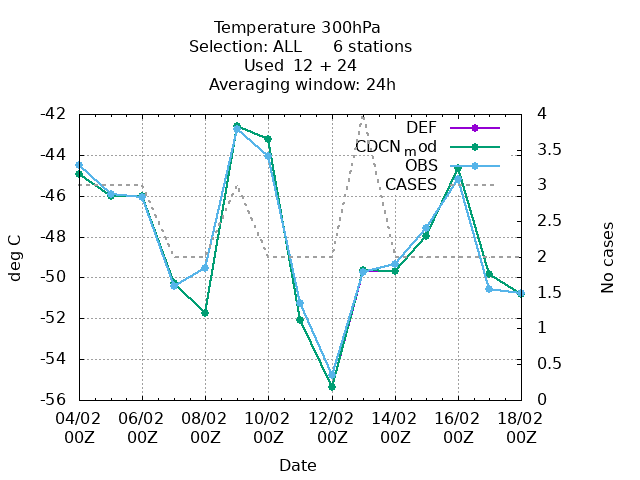 Temperature 300hPa
Selection: ALL 6 stations
Used 12 + 24
Averaging window: 24h
DEF
CDCNmod
OBS
CASES
-42
-44
-46
-48
-50
-52
-54
-56
4
3.5
3
2.5
2
1.5
1
0.5
0
deg C
No cases
04/02 06/02 08/02 10/02 12/02 14/02 16/02 18/02
00Z 00Z 00Z 00Z 00Z 00Z 00Z 00Z
Date